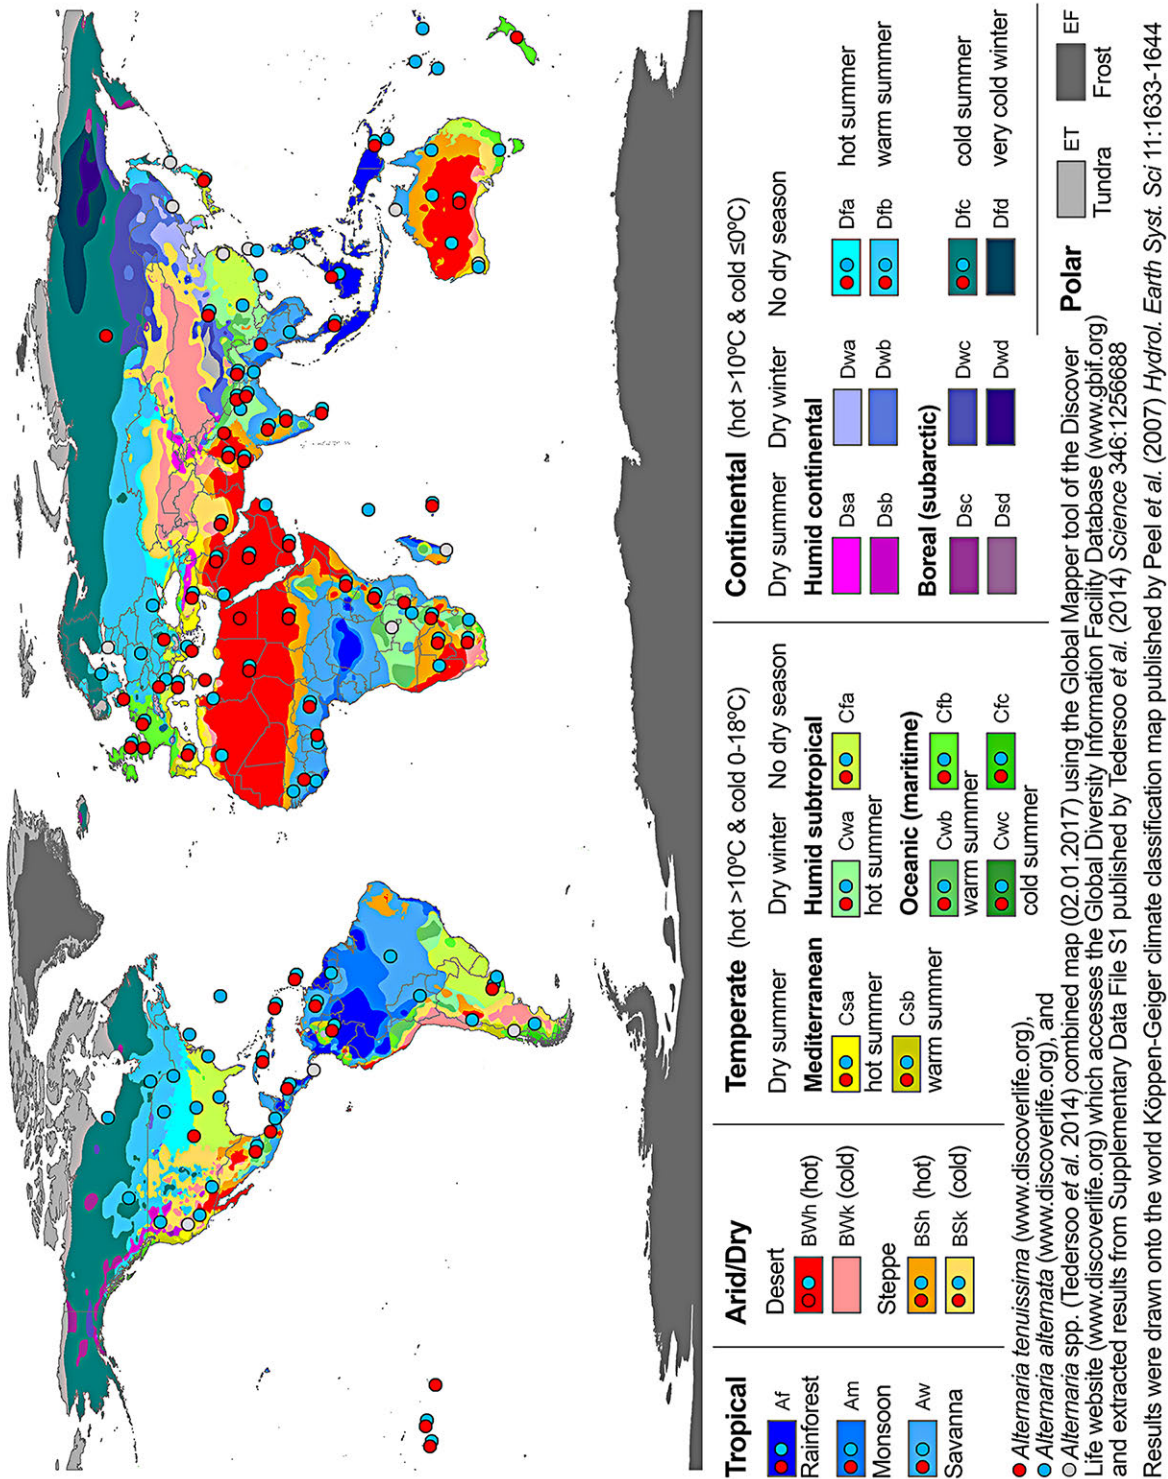 Tropical
Af
Rainforest
Am
Monsoon
Aw
Savanna
Arid/Dry
Desert
BWh (hot)
BWk (cold)
Steppe
BSh (hot)
BSk (cold)
Temperate (hot >10ºC & cold 0-18ºC)
Dry summer Dry winter No dry season
Mediterranean Humid subtropical
Csa Cwa Cfa
hot summer hot summer
Csb Oceanic (maritime)
warm summer
Cwb Cfb
warm summer
Cwc Cfc
cold summer
Continental (hot >10ºC & cold ≤0ºC)
Dry summer Dry winter No dry season
Humid continental
Dsa Dwa Dfa hot summer
Dsb Dwb Dfb warm summer
Boreal (subarctic)
Dsc Dwc Dfc cold summer
Dsd Dwd Dfd very cold winter
Polar
ET
Tundra
EF
Frost
Alternaria tenuissima (www.discoverlife.org),
Alternaria alternata (www.discoverlife.org), and
Alternaria spp. (Tedersoo et al. 2014) combined map (02.01.2017) using the Global Mapper tool of the Discover
Life website (www.discoverlife.org) which accesses the Global Diversity Information Facility Database (www.gbif.org)
and extracted results from Supplementary Data File S1 published by Tedersoo et al. (2014) Science 346:1256688
Results were drawn onto the world Köppen-Geiger climate classification map published by Peel et al. (2007) Hydrol. Earth Syst. Sci 11:1633-1644